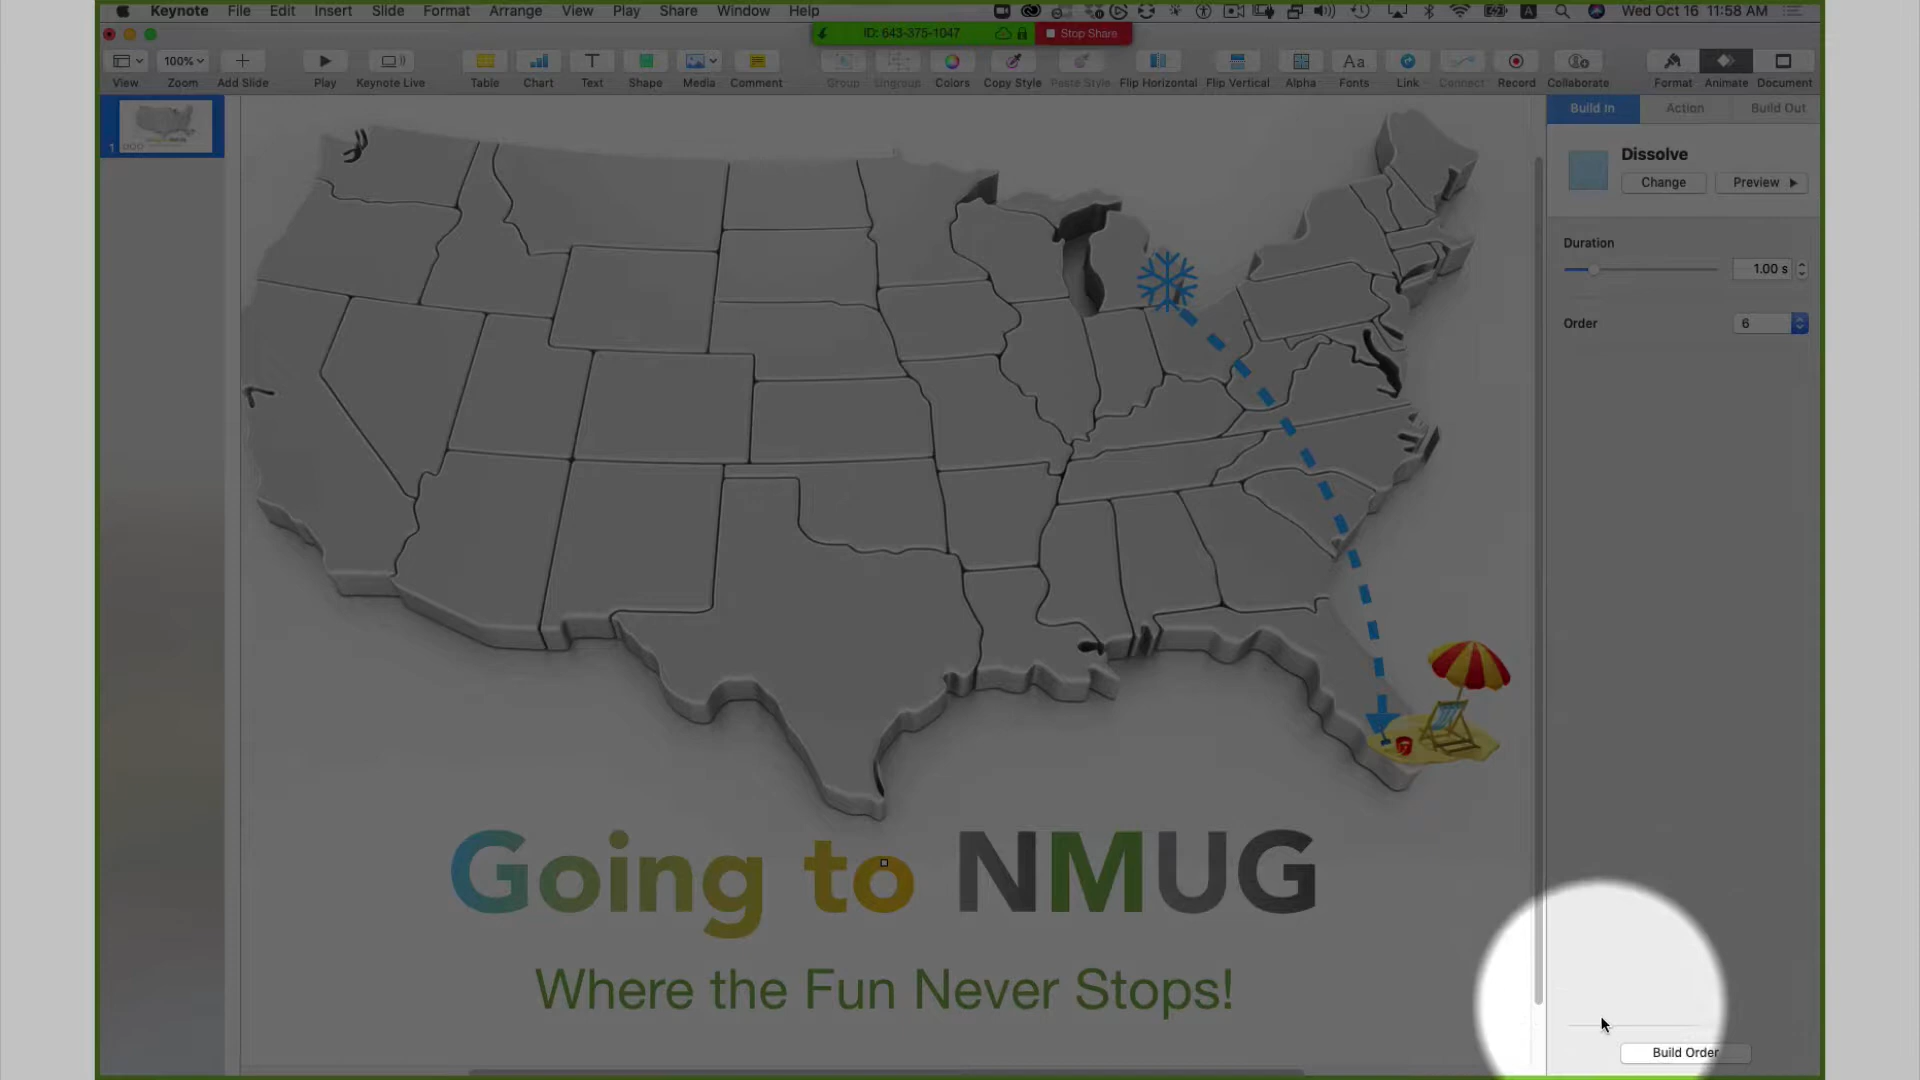 Keynote File Edit Insert Slide Format Arrange View Play Share Window Help A Wed Oct 16 11:58 AM
ID: 643-375-1047 Stop Share
100%
View Zoom Add Slide Play Keynote Live Table Chart Text Shape Media Comment Group Ungroup Colors Copy Style Paste Style Flip Horizontal Flip Vertical Alpha Fonts Link Connect Record Collaborate Format Animate Document
Build In Action Build Out
1
Dissolve
Change Preview
Duration
1.00 s
Order 6
Going to NMUG
Where the Fun Never Stops!
Build Order